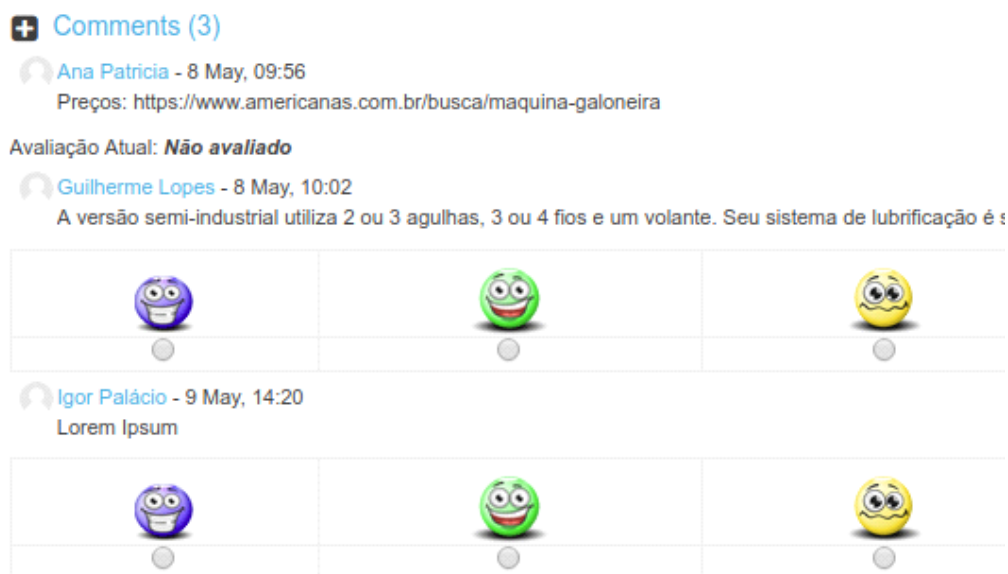 Comments (3)
Ana Patricia - 8 May, 09:56
Preços: https://www.americanas.com.br/busca/maquina-galoneira
Avaliação Atual: Não avaliado
Guilherme Lopes - 8 May, 10:02
A versão semi-industrial utiliza 2 ou 3 agulhas, 3 ou 4 fios e um volante. Seu sistema de lubrificação é
Igor Palácio - 9 May, 14:20
Lorem Ipsum